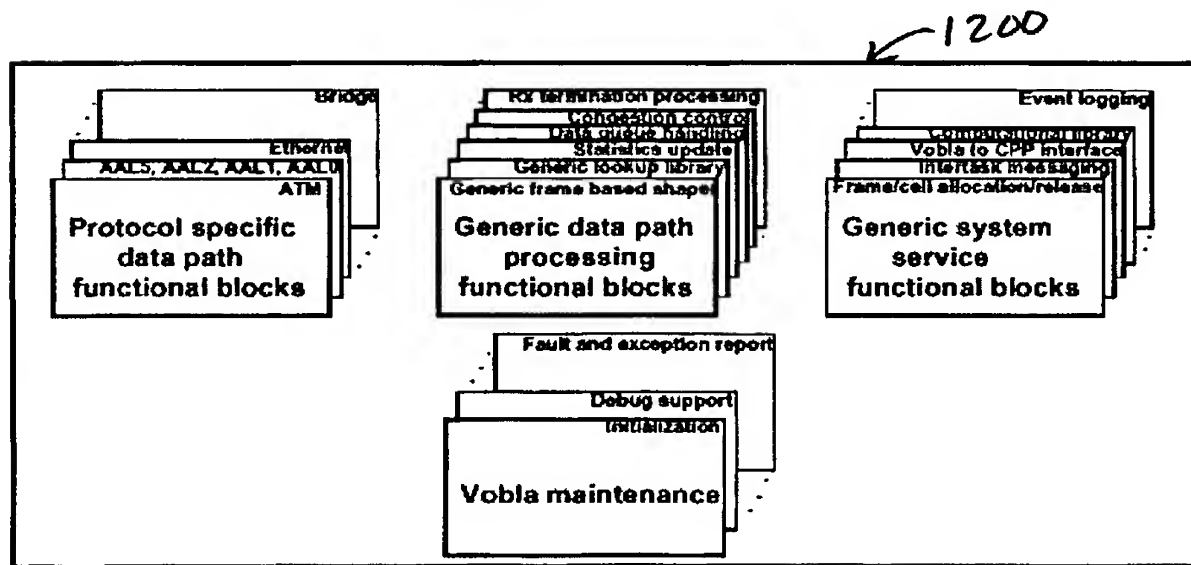 1200
Bridge
Ethernet
AAL5, AAL2, AAL1, AAL0
ATM
Protocol specific
data path
functional blocks
Rx termination processing
Congestion control
Data queue handling
Statistics update
Generic lookup library
Generic frame based shaper
Generic data path
processing
functional blocks
Event logging
Computational library
Vobla to CPP interface
Intertask messaging
Frame/cell allocation/release
Generic system
service
functional blocks
Fault and exception report
Debug support
Initialization
Vobla maintenance